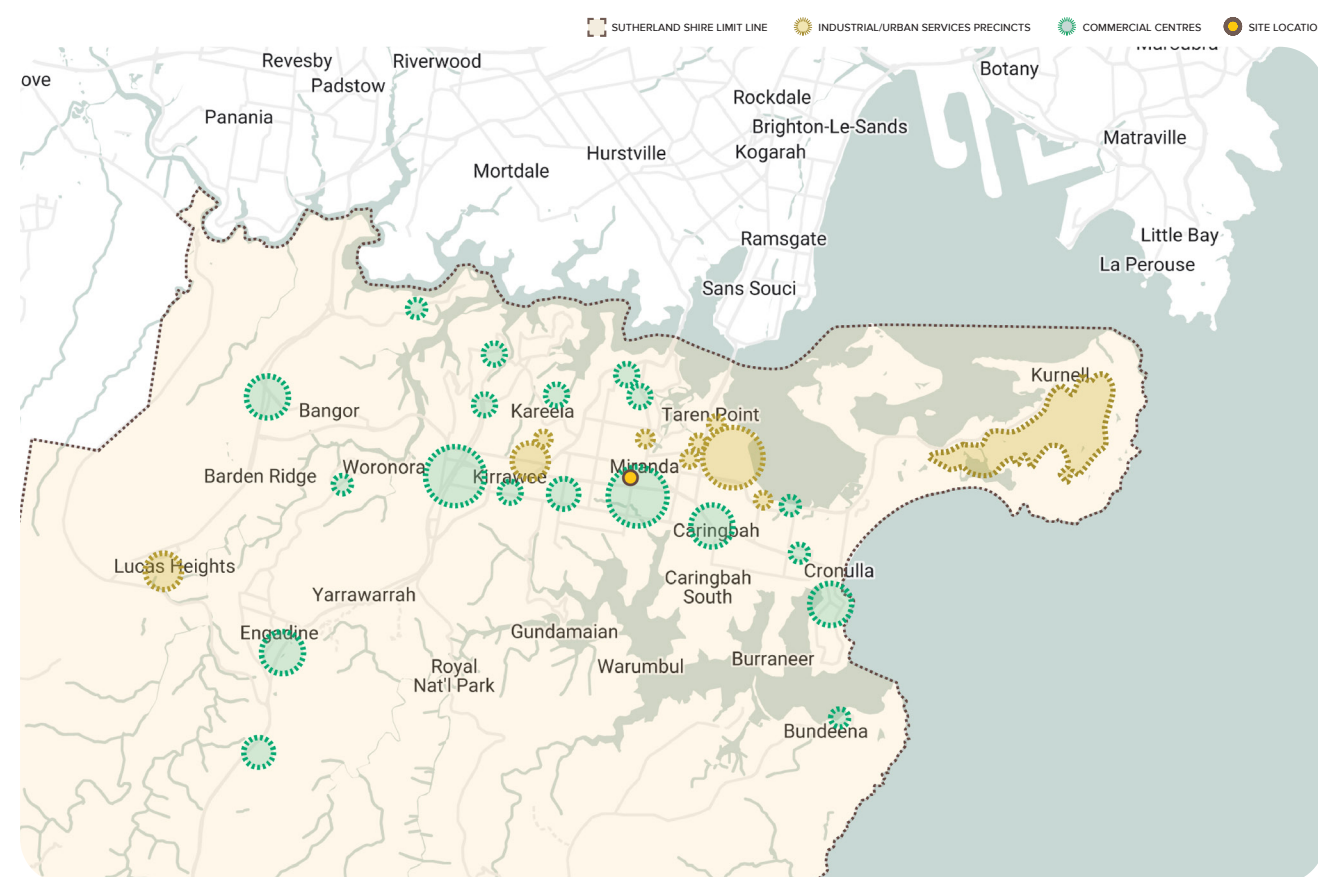 SUTHERLAND SHIRE LIMIT LINE
INDUSTRIAL/URBAN SERVICES PRECINCTS
COMMERCIAL CENTRES
SITE LOCATIO
Maroubra
Revesby
Riverwood
Botany
ove
Padstow
Rockdale
Panania
Brighton-Le-Sands
Matraville
Hurstville
Kogarah
Mortdale
Ramsgate
Little Bay
La Perouse
Sans Souci
Kurnell
Bangor
Kareela
Taren Point
Barden Ridge
Woronora
Kirrawee
Miranda
Caringbah
Lucas Heights
Cronulla
Caringbah
South
Yarrawarrah
Engadine
Gundamaian
Warumbul
Burraneer
Royal
Nat'l Park
Bundeena